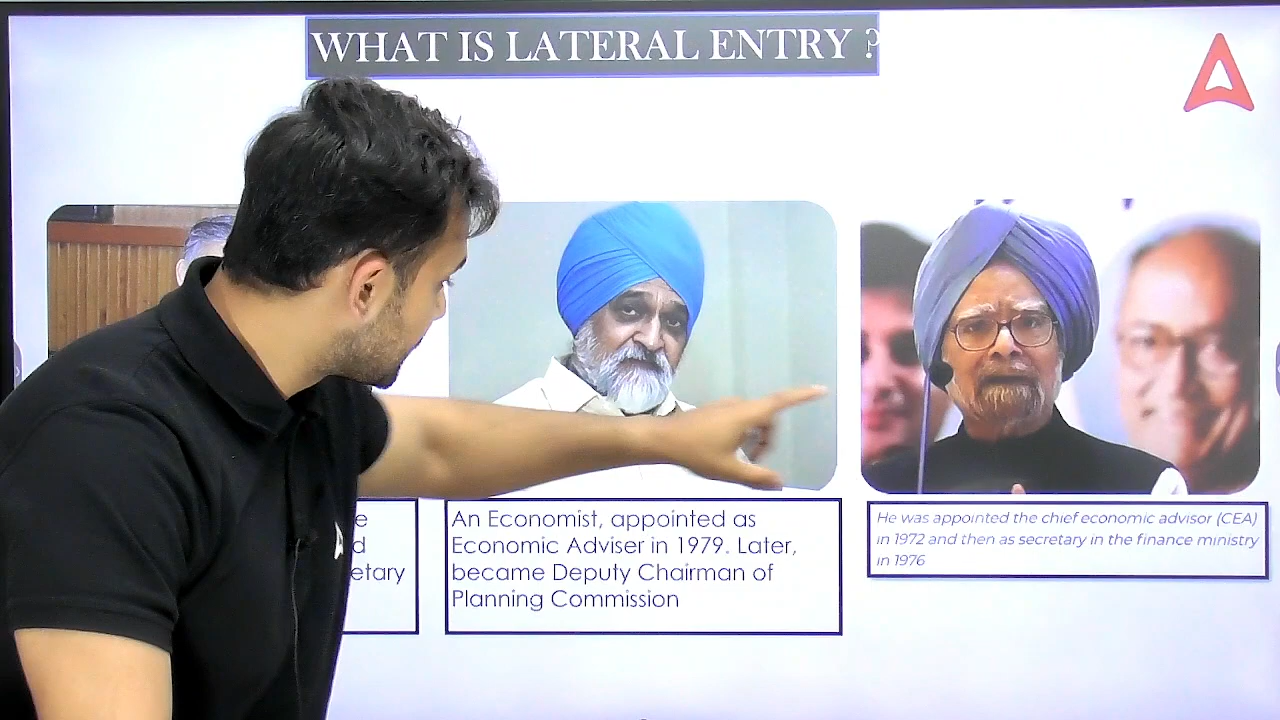 WHAT IS LATERAL ENTRY ?
etary
An Economist, appointed as
Economic Adviser in 1979. Later,
became Deputy Chairman of
Planning Commission
He was appointed the chief economic advisor (CEA)
in 1972 and then as secretary in the finance ministry
in 1976